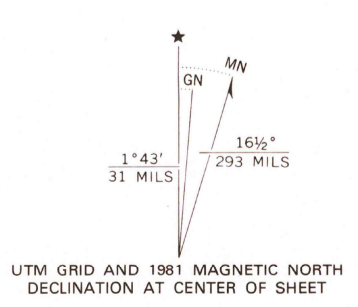 ★
MN
GN
16½°
293 MILS
1°43′
31 MILS
UTM GRID AND 1981 MAGNETIC NORTH
DECLINATION AT CENTER OF SHEET